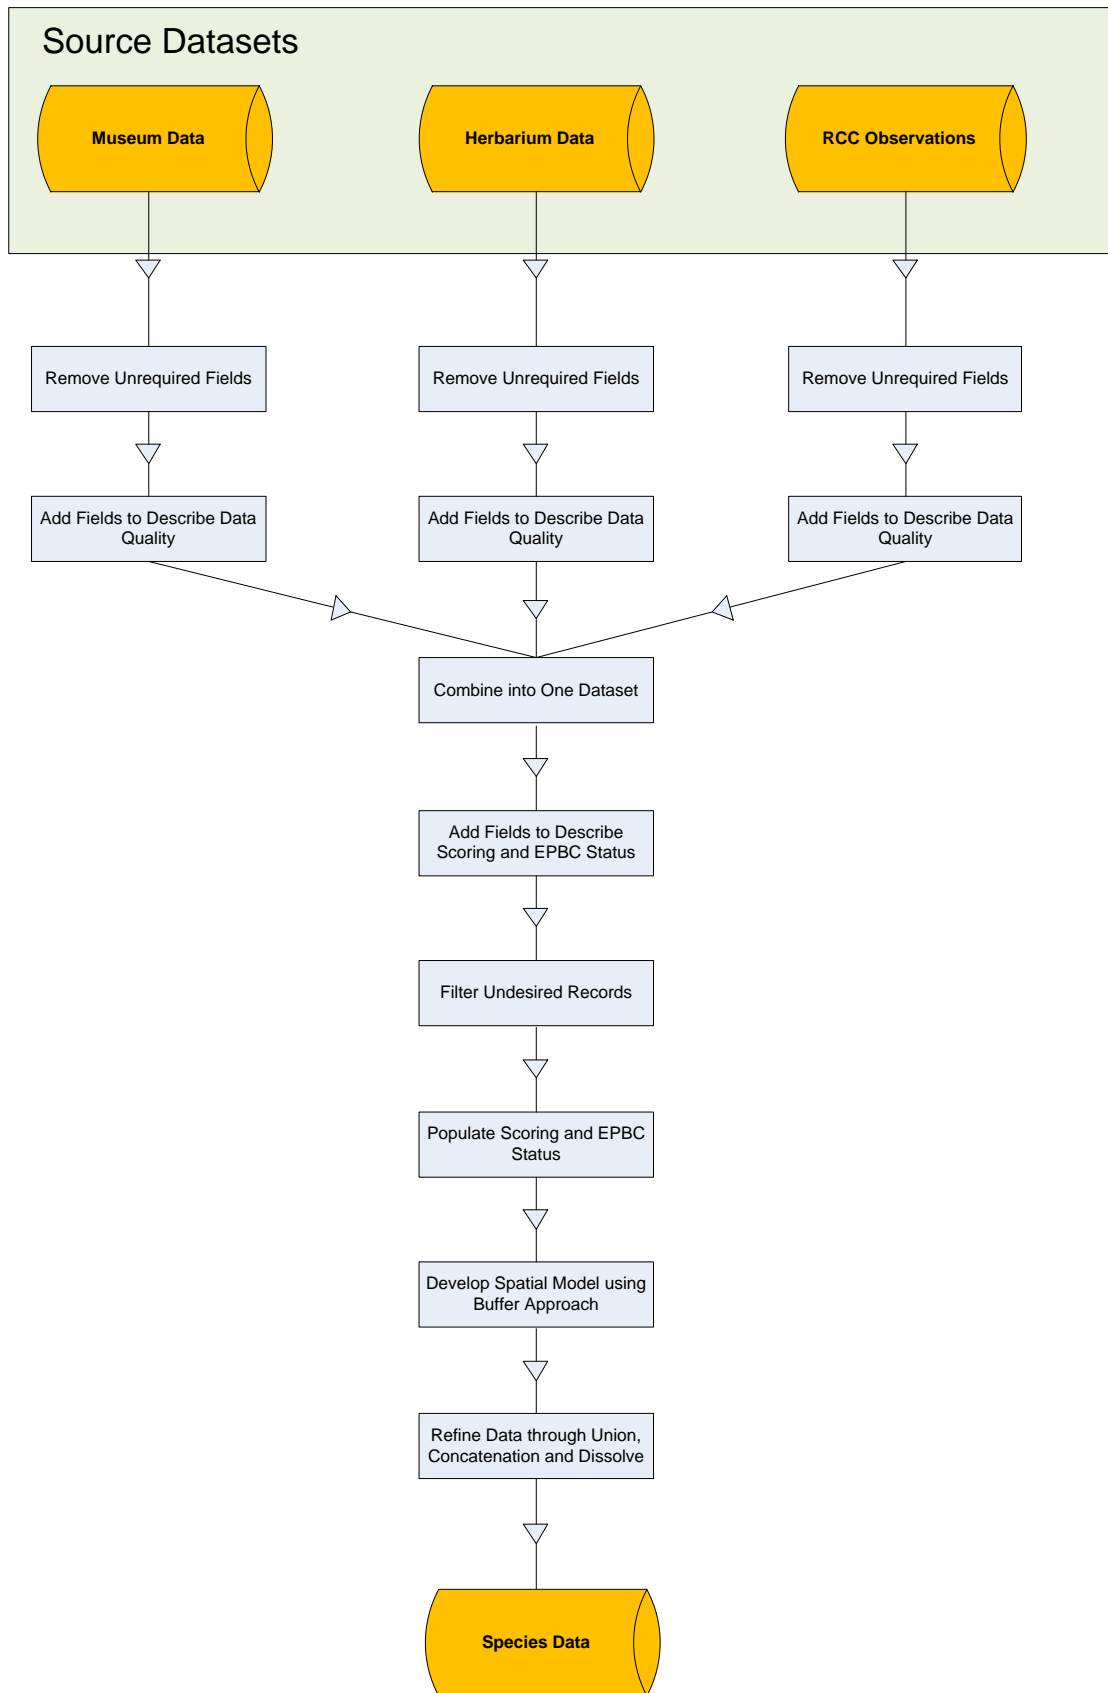 Source Datasets
Museum Data
Herbarium Data
RCC Observations
Remove Unrequired Fields
Remove Unrequired Fields
Remove Unrequired Fields
Add Fields to Describe Data
Quality
Add Fields to Describe Data
Quality
Add Fields to Describe Data
Quality
Combine into One Dataset
Add Fields to Describe
Scoring and EPBC Status
Filter Undesired Records
Populate Scoring and EPBC
Status
Develop Spatial Model using
Buffer Approach
Refine Data through Union,
Concatenation and Dissolve
Species Data